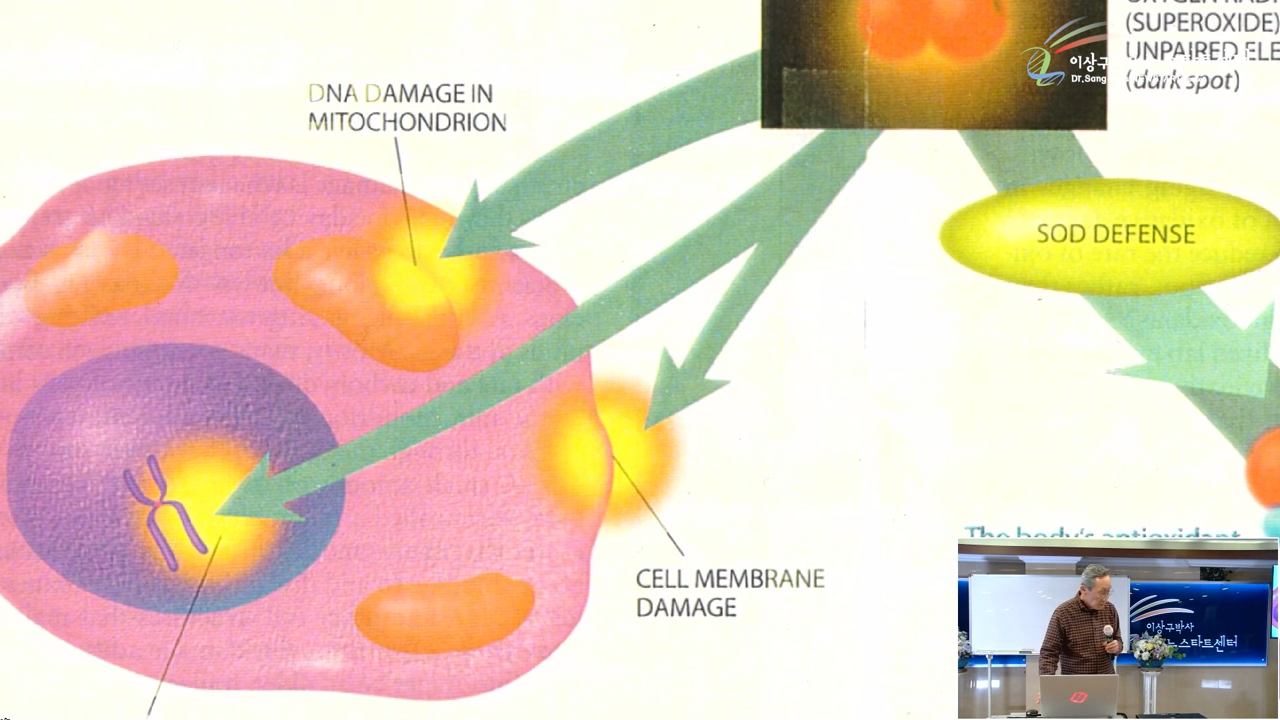 (SUPEROXIDE)
UNPAIRED ELE
(dark spot)
이상구
Dr.Sang
DNA DAMAGE IN
MITOCHONDRION
SOD DEFENSE
The body's antioxidant
CELL MEMBRANE
DAMAGE
이상구박사
스타트센터